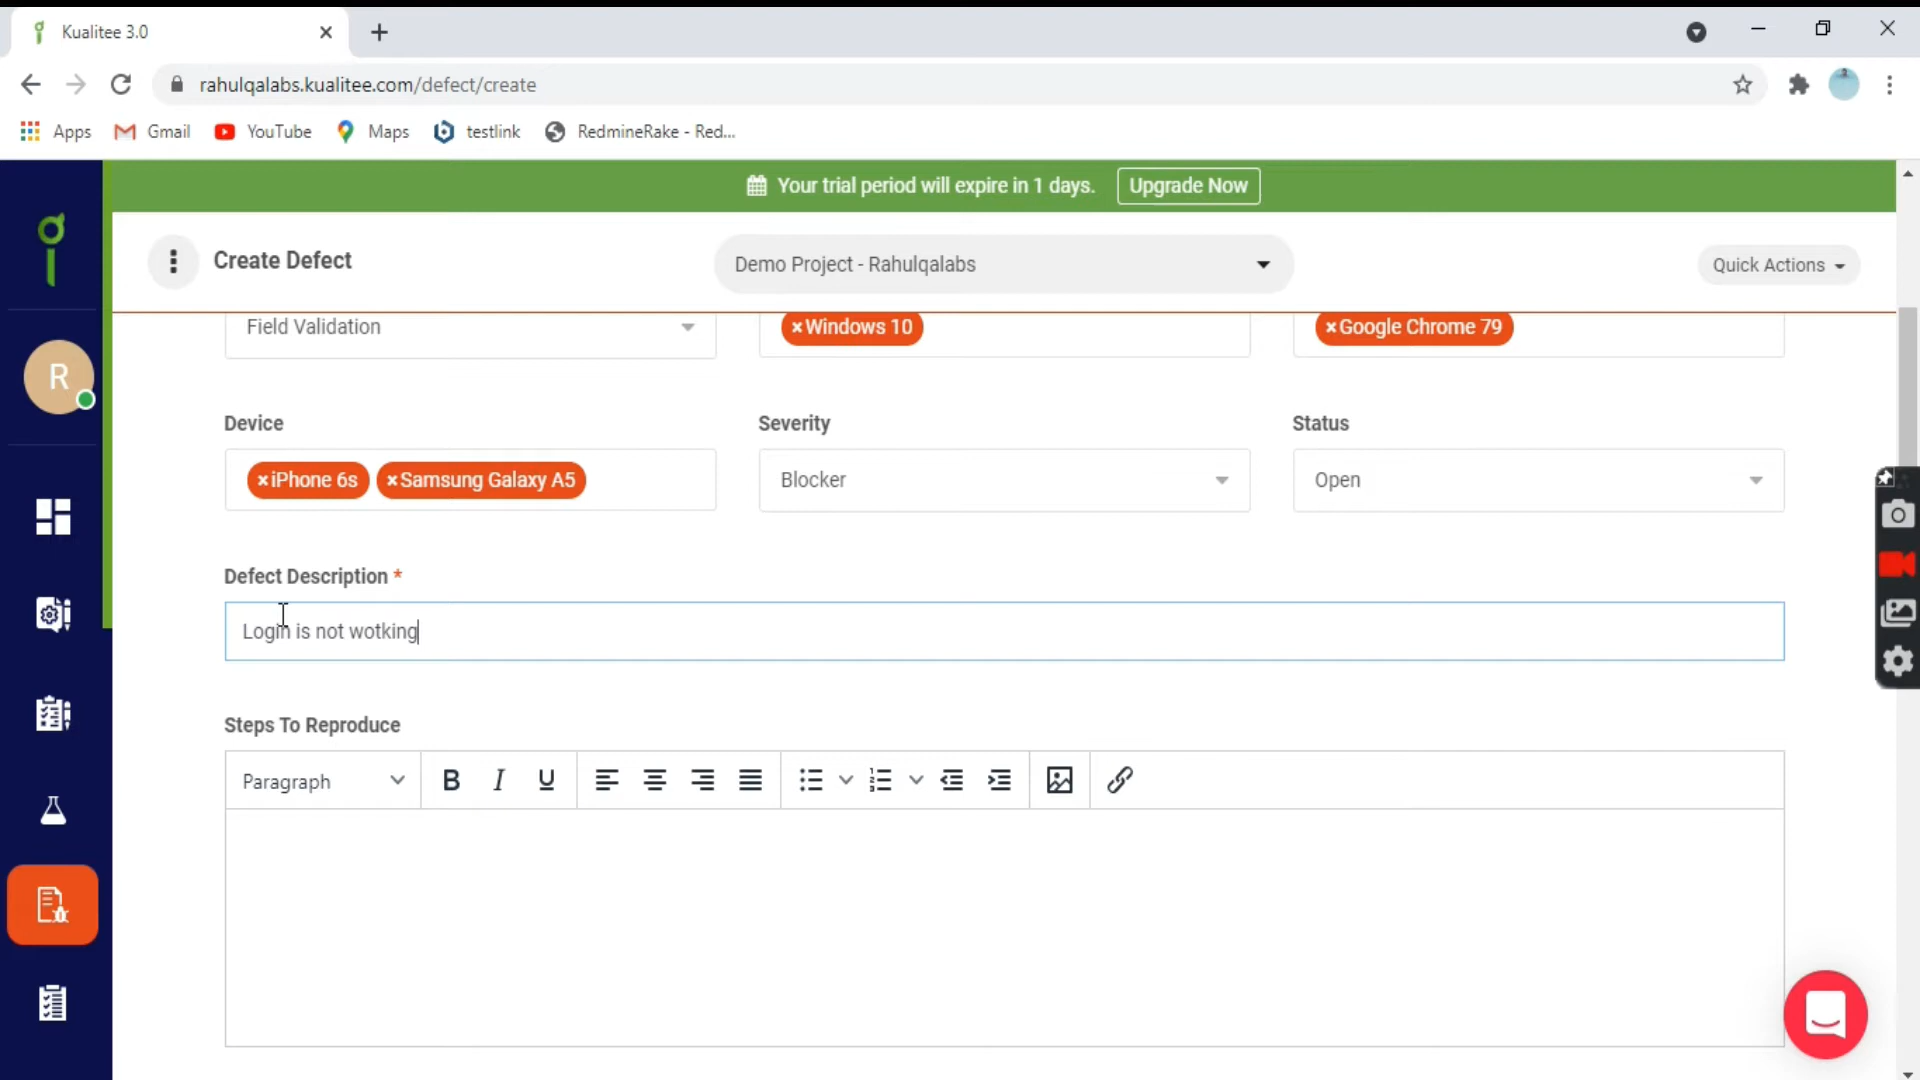 Kualitee 3.0
rahulqalabs.kualitee.com/defect/create
Apps Gmail YouTube Maps testlink RedmineRake - Red...
Your trial period will expire in 1 days. Upgrade Now
Create Defect Demo Project - Rahulqalabs Quick Actions
Field Validation ×Windows 10 ×Google Chrome 79
R
Device Severity Status
×iPhone 6s ×Samsung Galaxy A5 Blocker Open
Defect Description *
Login is not wotking
Steps To Reproduce
Paragraph B I U